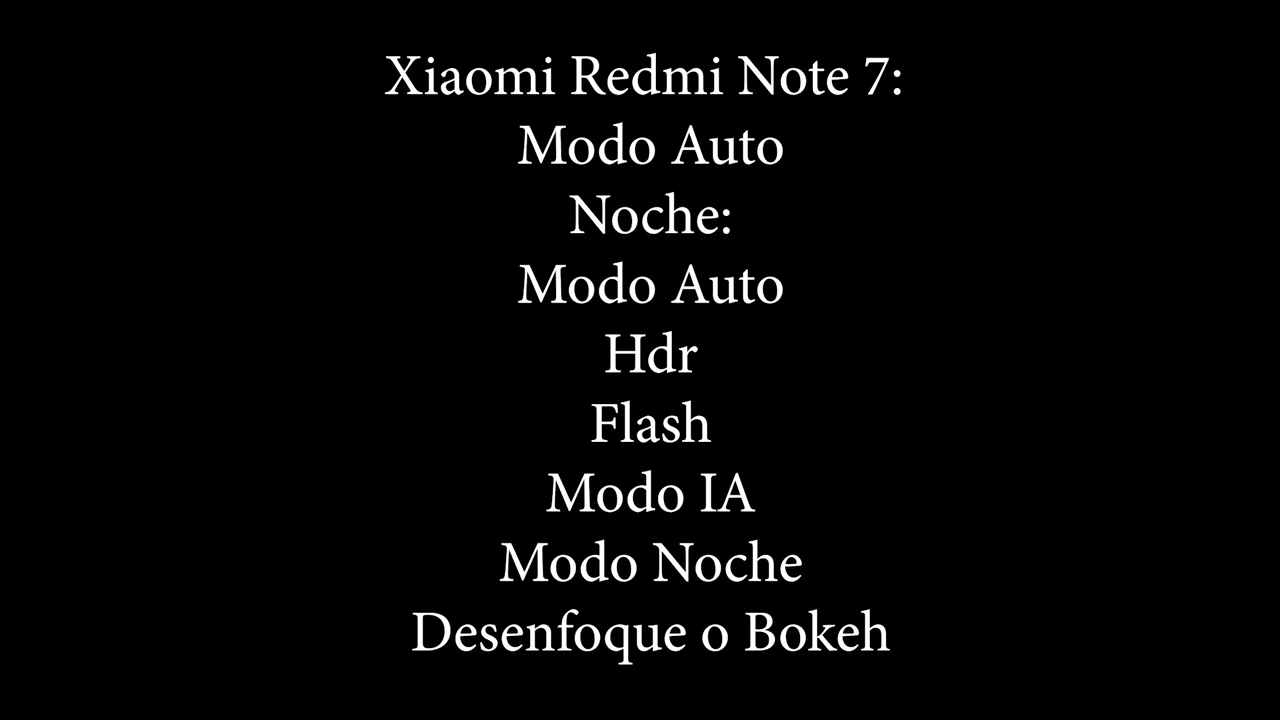 Xiaomi Redmi Note 7:
Modo Auto
Noche:
Modo Auto
Hdr
Flash
Modo IA
Modo Noche
Desenfoque o Bokeh